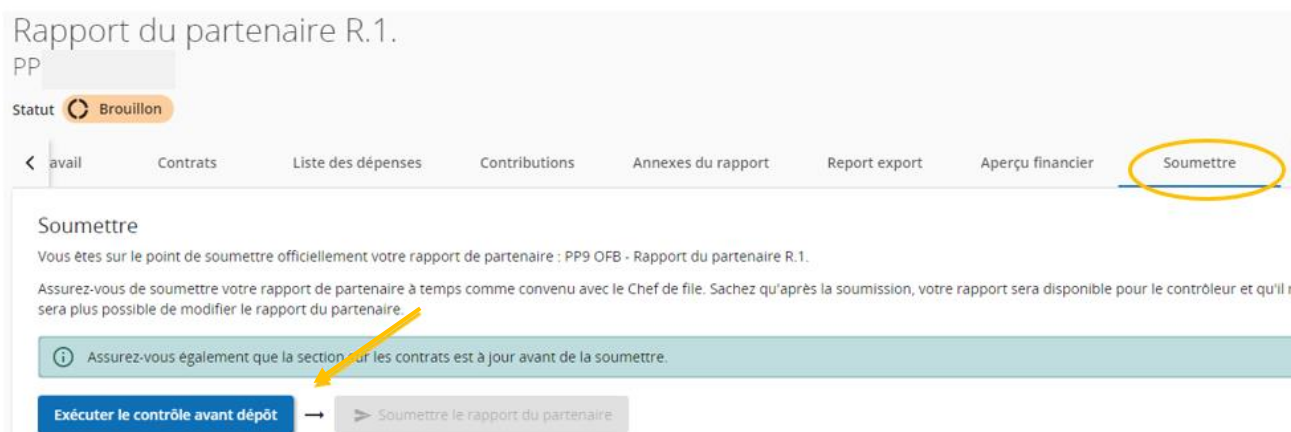 Rapport du partenaire R.1.
PP
Statut Brouillon
avail Contrats Liste des dépenses Contributions Annexes du rapport Report export Aperçu financier Soumettre
Soumettre
Vous êtes sur le point de soumettre officiellement votre rapport de partenaire : PP9 OFB - Rapport du partenaire R.1.
Assurez-vous de soumettre votre rapport de partenaire à temps comme convenu avec le Chef de file. Sachez qu'après la soumission, votre rapport sera disponible pour le contrôleur et qu'il
sera plus possible de modifier le rapport du partenaire.
Assurez-vous également que la section sur les contrats est à jour avant de la soumettre.
Exécuter le contrôle avant dépôt → Soumettre le rapport du partenaire